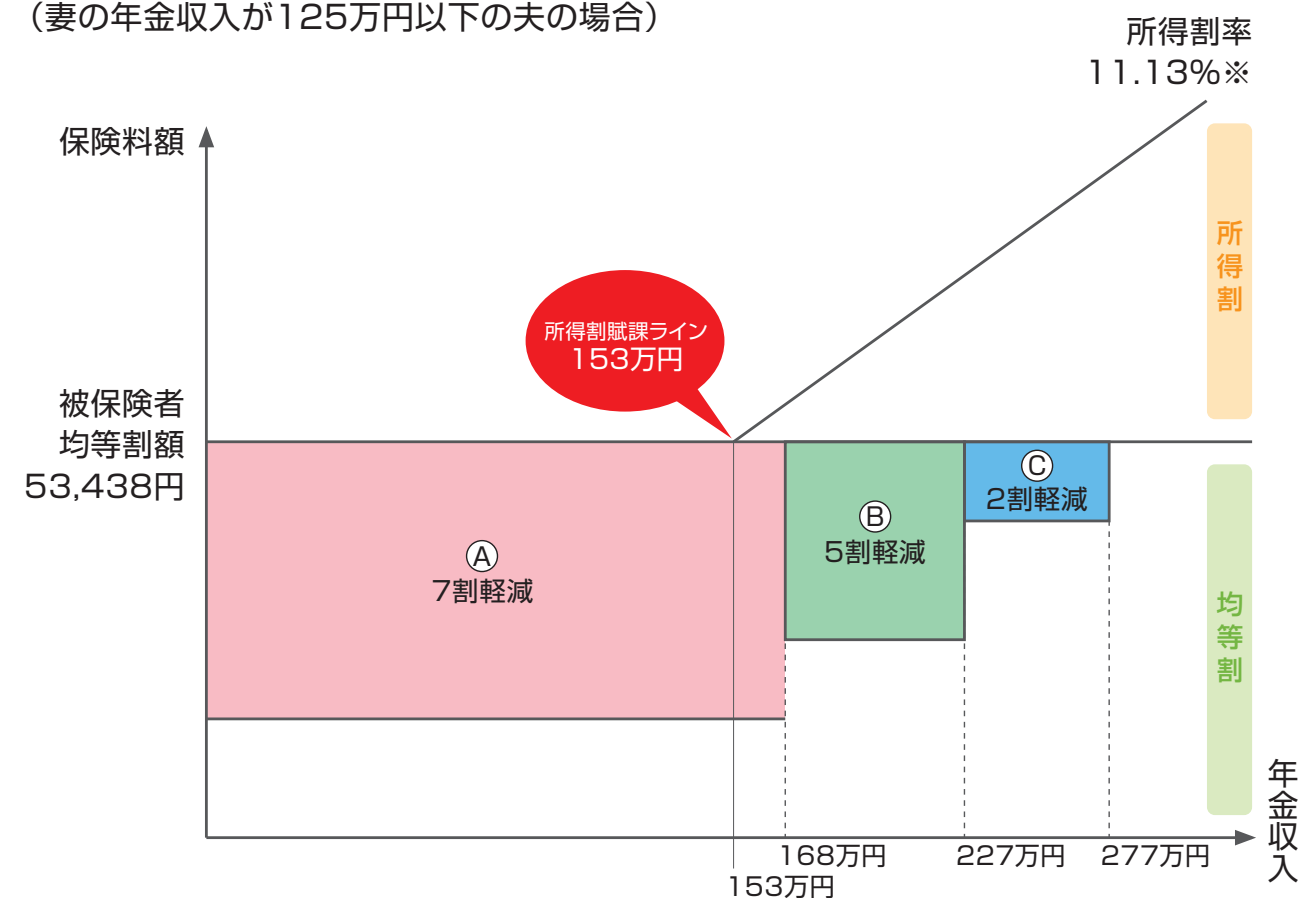 （妻の年金収入が125万円以下の夫の場合）
所得割率
11.13%※
保険料額
所得割
所得割賦課ライン
153万円
被保険者
均等割額
53,438円
Ⓒ
2割軽減
Ⓑ
5割軽減
Ⓐ
7割軽減
均等割
年金収入
168万円
227万円
277万円
153万円